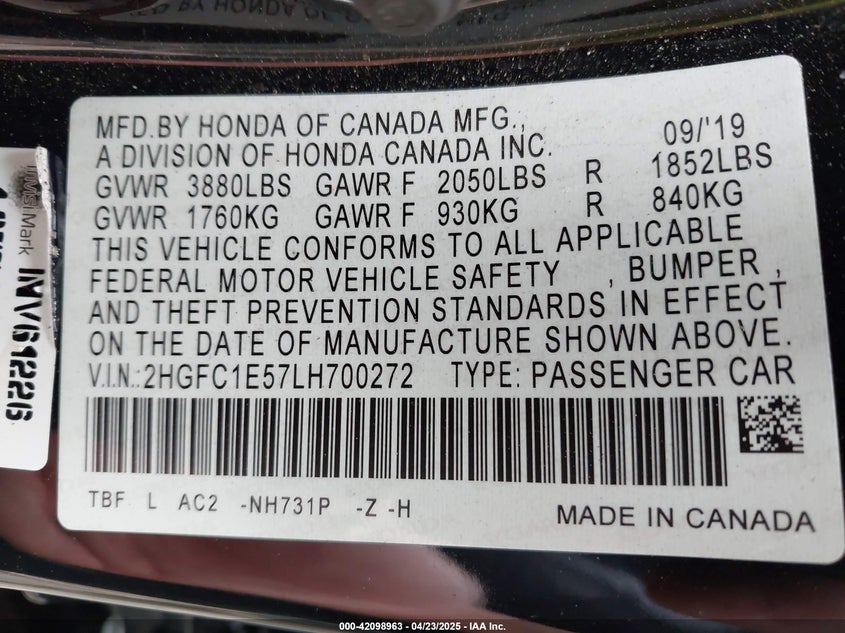 MFD.BY HONDA OF CANADA MFG.,
A DIVISION OF HONDA CANADA INC. 09/'19
GVWR 3880LBS GAWR F 2050LBS R 1852LBS
GVWR 1760KG GAWR F 930KG R 840KG
THIS VEHICLE CONFORMS TO ALL APPLICABLE
FEDERAL MOTOR VEHICLE SAFETY , BUMPER ,
AND THEFT PREVENTION STANDARDS IN EFFECT
ON THE DATE OF MANUFACTURE SHOWN ABOVE.
V.I.N.:2HGFC1E57LH700272 TYPE: PASSENGER CAR
TBF L AC2 -NH731P -Z -H
MADE IN CANADA
Mark
000-42098963 - 04/23/2025 - IAA Inc.